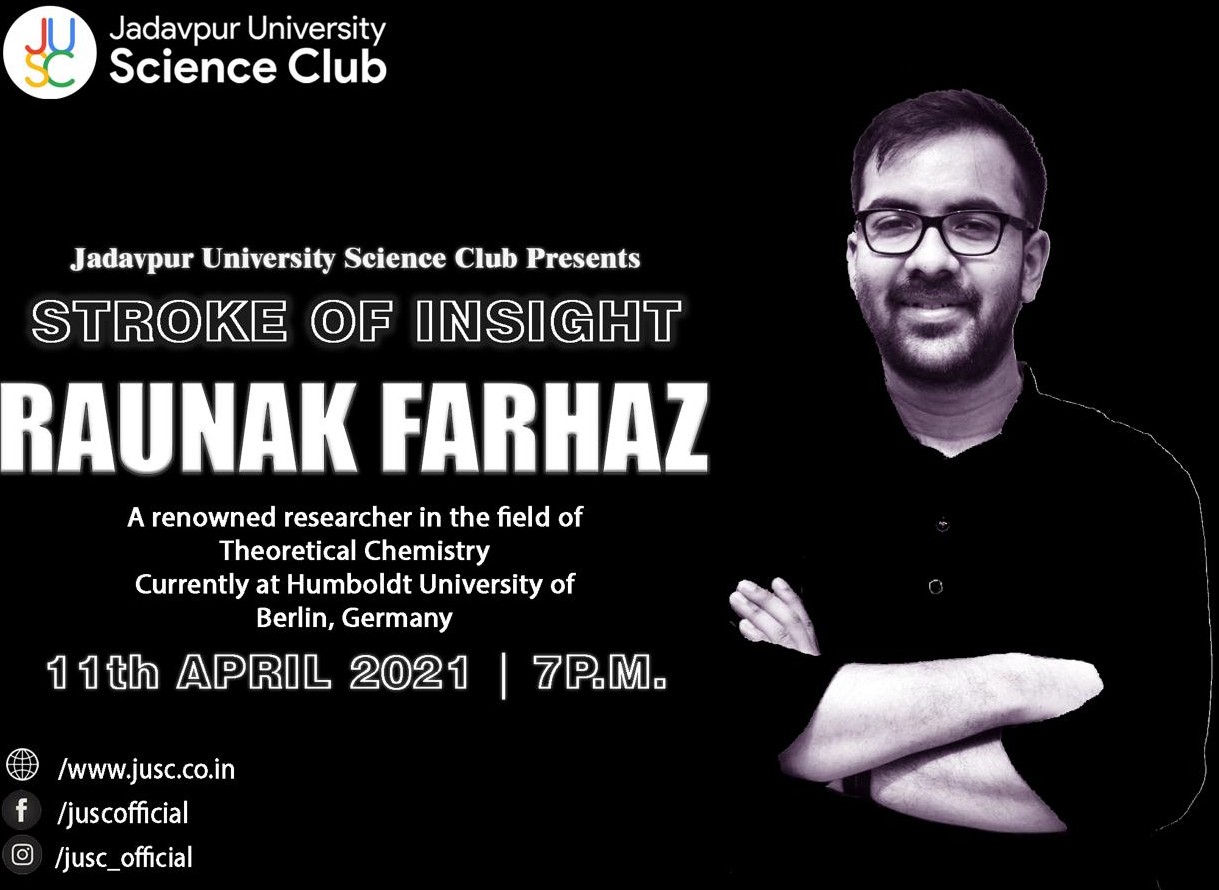 JU
SC
Jadavpur University
Science Club
Jadavpur University Science Club Presents
STROKE OF INSIGHT
RAUNAK FARHAZ
A renowned researcher in the field of
Theoretical Chemistry
Currently at Humboldt University of
Berlin, Germany
11th APRIL 2021 | 7P.M.
/www.jusc.co.in
/juscofficial
/jusc_official